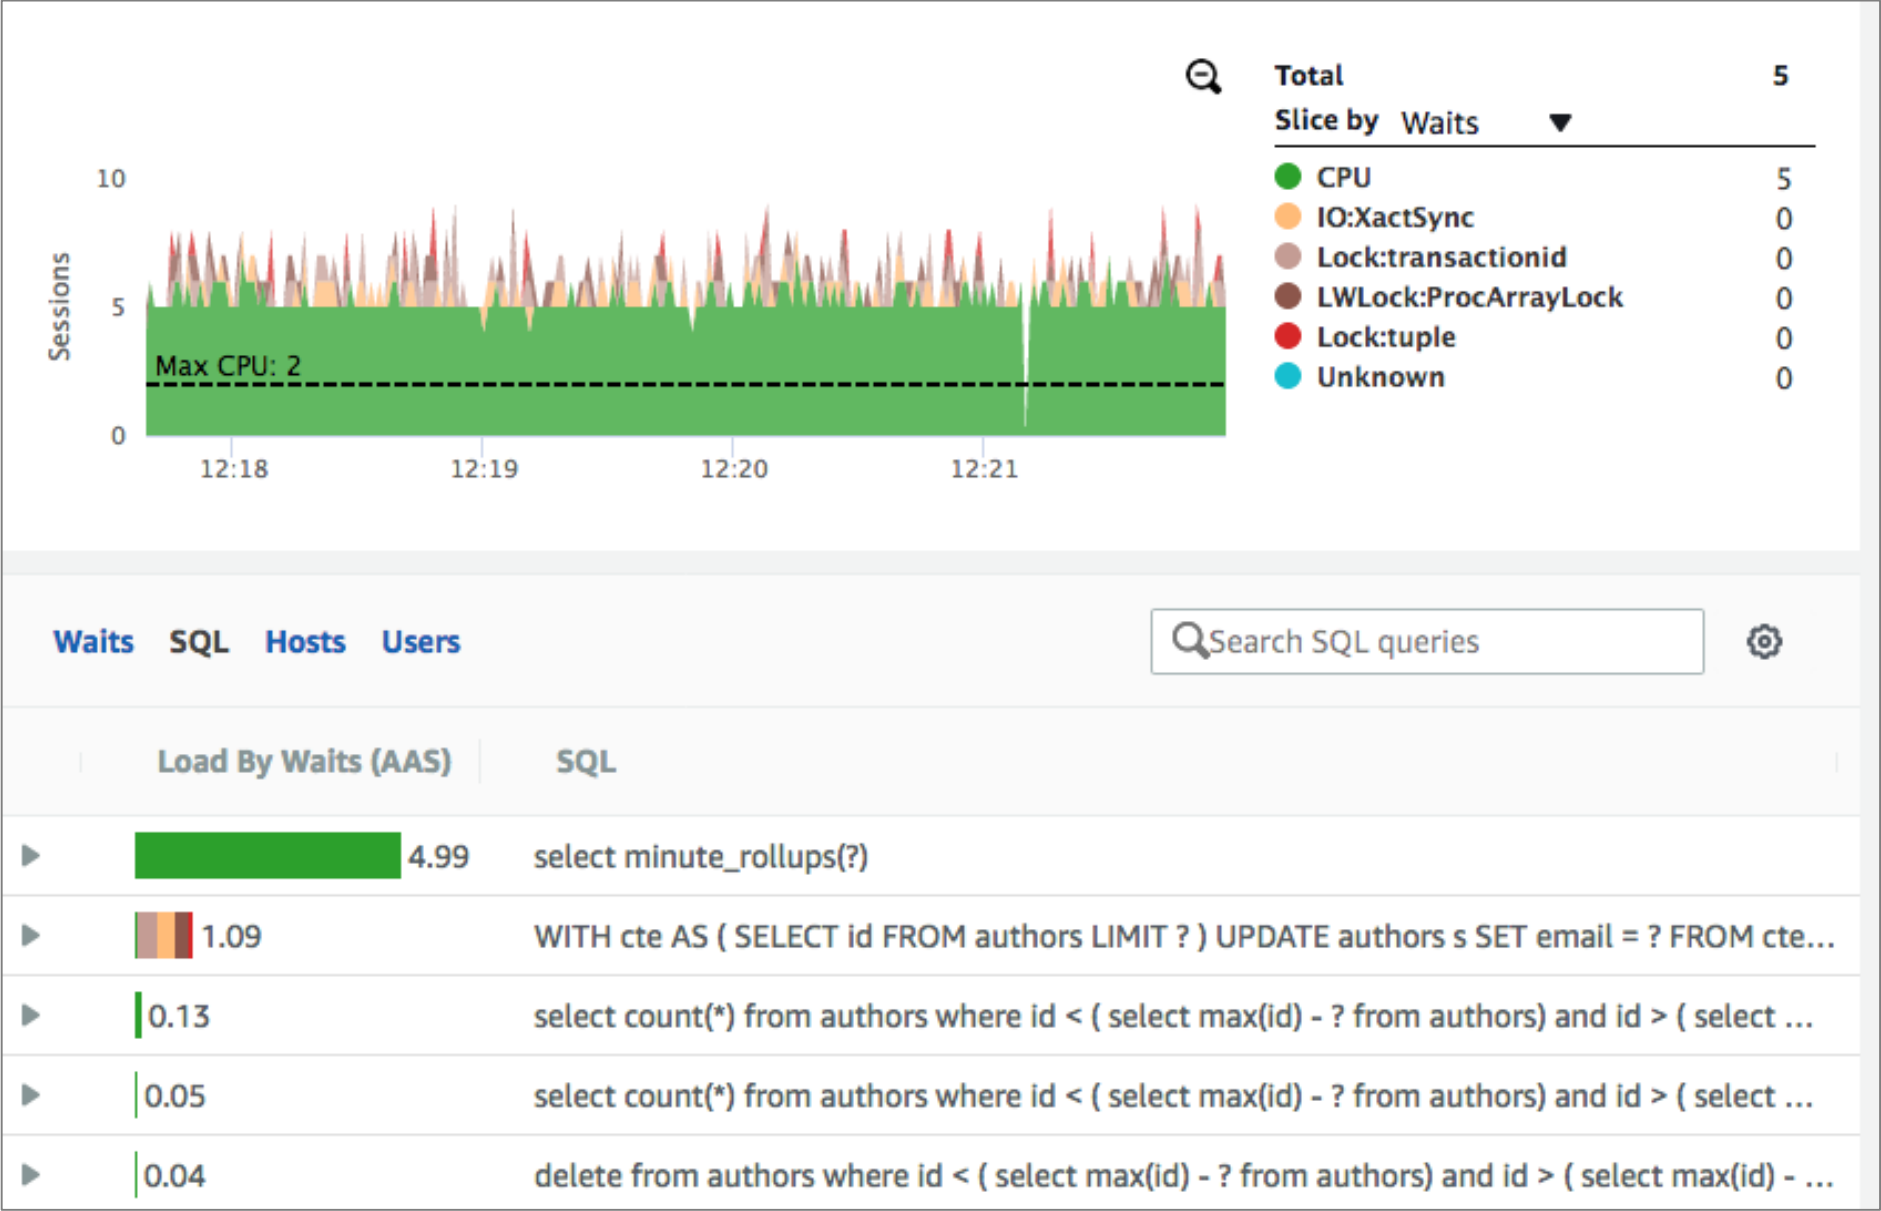 Total 5
Slice by Waits
CPU 5
IO:XactSync 0
Lock:transactionid 0
LWLock:ProcArrayLock 0
Lock:tuple 0
Unknown 0
10
5
0
Sessions
Max CPU: 2
12:18 12:19 12:20 12:21
Waits SQL Hosts Users Search SQL queries
Load By Waits (AAS) SQL
4.99 select minute_rollups(?)
1.09 WITH cte AS ( SELECT id FROM authors LIMIT ? ) UPDATE authors s SET email = ? FROM cte...
0.13 select count(*) from authors where id < ( select max(id) - ? from authors) and id > ( select ...
0.05 select count(*) from authors where id < ( select max(id) - ? from authors) and id > ( select ...
0.04 delete from authors where id < ( select max(id) - ? from authors) and id > ( select max(id) - ...